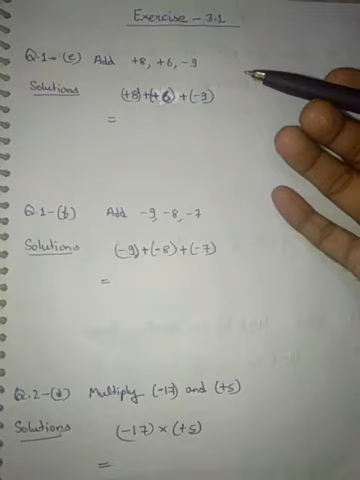 Exercise - 3.1
Q.1- (e) Add +8, +6, -9
Solutions (+8)+(+6)+(-9)
=
Q.1-(f) Add -9, -8, -7
Solutions (-9)+(-8)+(-7)
=
Q.2-(d) Multiply (-17) and (+5)
Solutions (-17)×(+5)
=